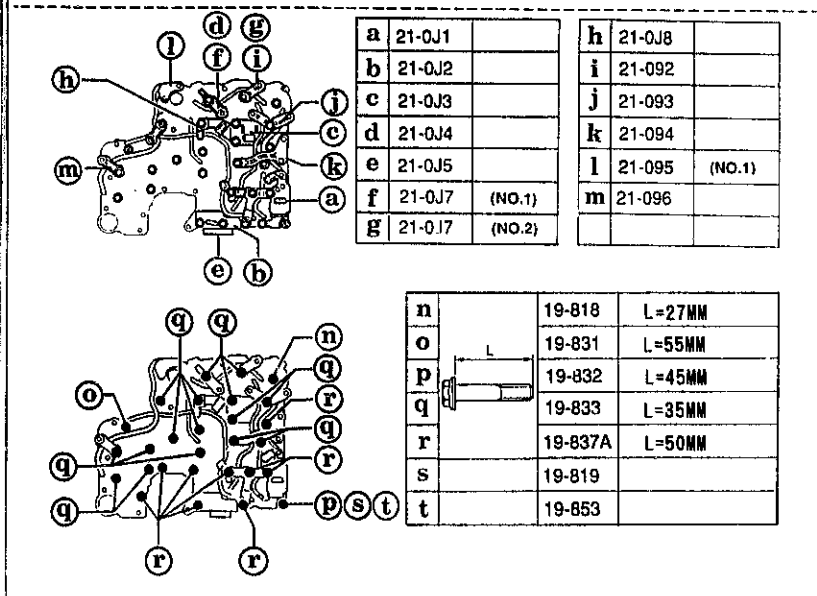 d g
l f i
h
j
c
k
m
a
e b
a 21-0J1
b 21-0J2
c 21-0J3
d 21-0J4
e 21-0J5
f 21-0J7 (NO.1)
g 21-0J7 (NO.2)
h 21-0J8
i 21-092
j 21-093
k 21-094
l 21-095 (NO.1)
m 21-096
q q
n
q
o r
q
q r
q p s t
r r
L
n 19-818 L=27MM
o 19-831 L=55MM
p 19-832 L=45MM
q 19-833 L=35MM
r 19-837A L=50MM
s 19-819
t 19-853